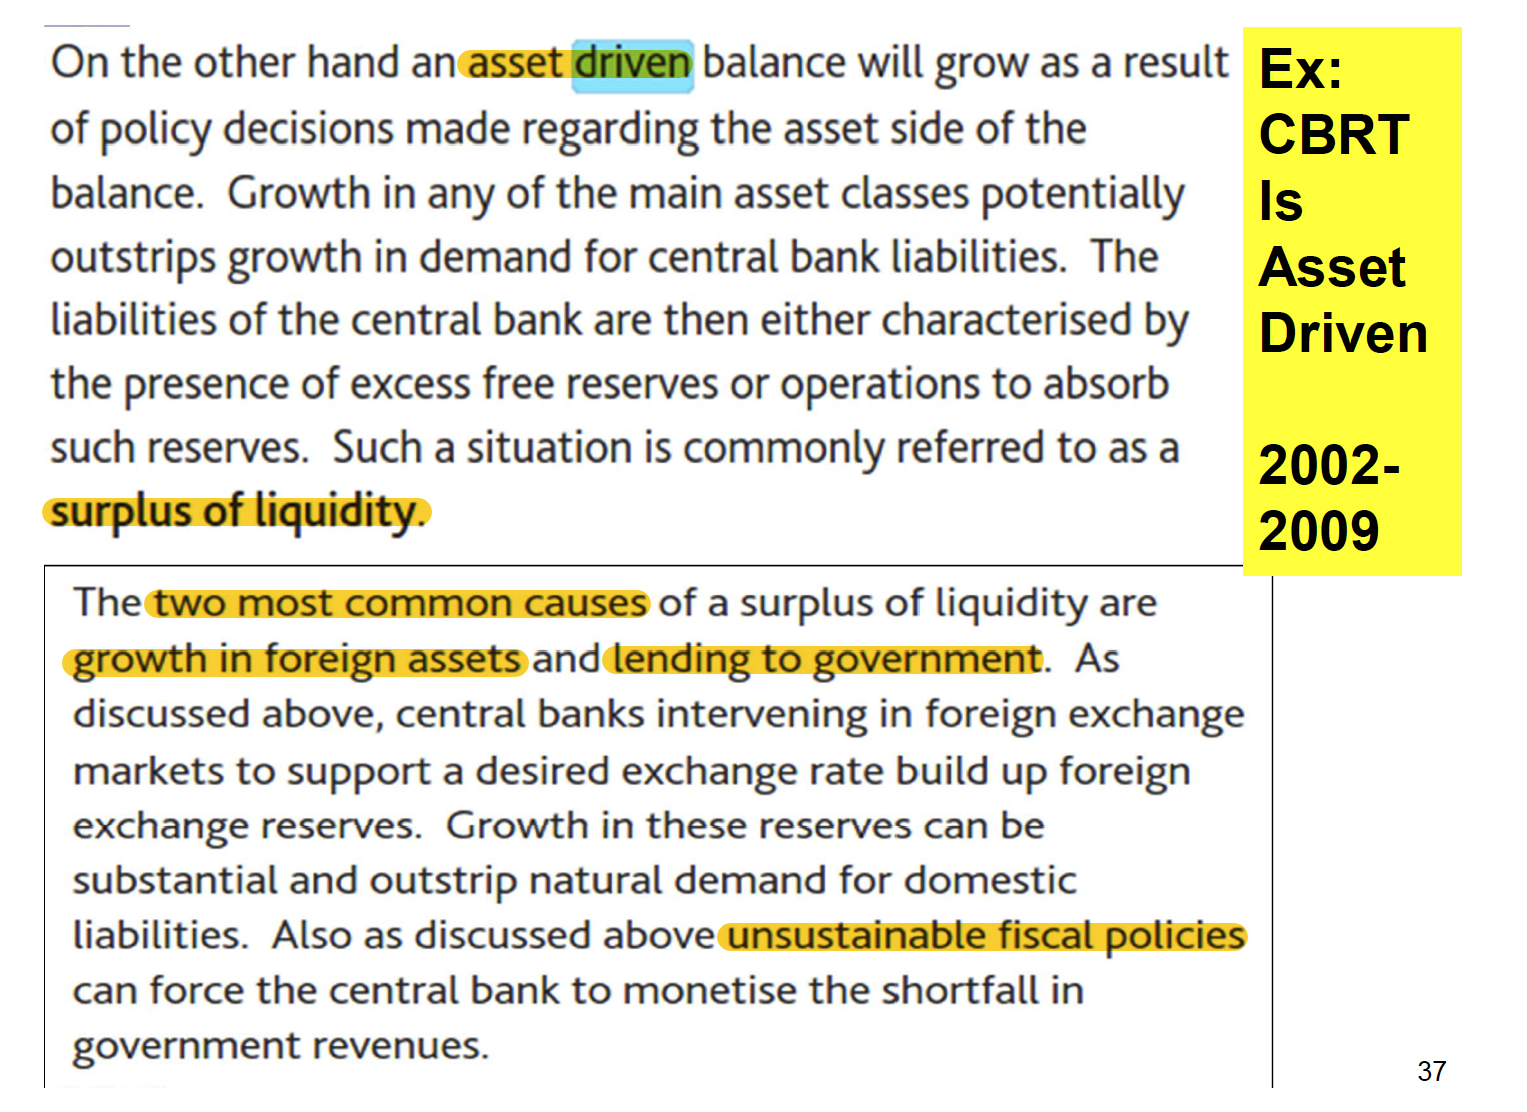 On the other hand an asset driven balance will grow as a result
of policy decisions made regarding the asset side of the
balance.  Growth in any of the main asset classes potentially
outstrips growth in demand for central bank liabilities.  The
liabilities of the central bank are then either characterised by
the presence of excess free reserves or operations to absorb
such reserves.  Such a situation is commonly referred to as a
surplus of liquidity.
Ex:
CBRT
Is
Asset
Driven
2002-
2009
The two most common causes of a surplus of liquidity are
growth in foreign assets and lending to government.  As
discussed above, central banks intervening in foreign exchange
markets to support a desired exchange rate build up foreign
exchange reserves.  Growth in these reserves can be
substantial and outstrip natural demand for domestic
liabilities.  Also as discussed above unsustainable fiscal policies
can force the central bank to monetise the shortfall in
government revenues.
37